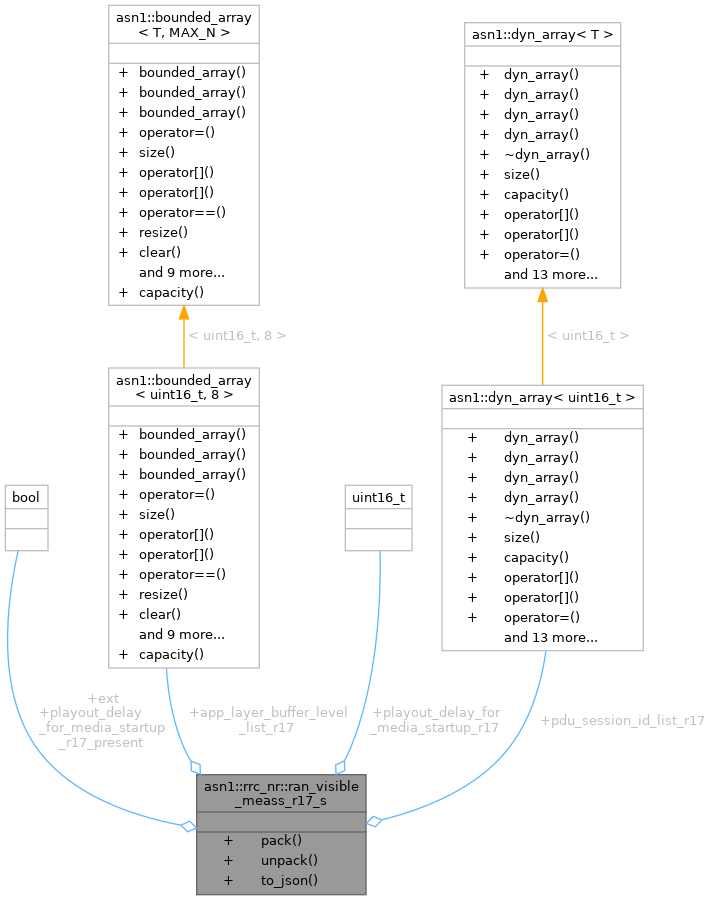 asn1::bounded_array
< T, MAX_N >
+ bounded_array()
+ bounded_array()
+ bounded_array()
+ operator=()
+ size()
+ operator[]()
+ operator[]()
+ operator==()
+ resize()
+ clear()
and 9 more...
+ capacity()
asn1::dyn_array< T >
+ dyn_array()
+ dyn_array()
+ dyn_array()
+ dyn_array()
+ ~dyn_array()
+ size()
+ capacity()
+ operator[]()
+ operator[]()
+ operator=()
and 13 more...
< uint16_t, 8 >
< uint16_t >
asn1::bounded_array
< uint16_t, 8 >
+ bounded_array()
+ bounded_array()
+ bounded_array()
+ operator=()
+ size()
+ operator[]()
+ operator[]()
+ operator==()
+ resize()
+ clear()
and 9 more...
+ capacity()
asn1::dyn_array< uint16_t >
+ dyn_array()
+ dyn_array()
+ dyn_array()
+ dyn_array()
+ ~dyn_array()
+ size()
+ capacity()
+ operator[]()
+ operator[]()
+ operator=()
and 13 more...
bool
uint16_t
+ext
+playout_delay
_for_media_startup
_r17_present
+app_layer_buffer_level
_list_r17
+playout_delay_for
_media_startup_r17
+pdu_session_id_list_r17
asn1::rrc_nr::ran_visible
_meass_r17_s
+ pack()
+ unpack()
+ to_json()